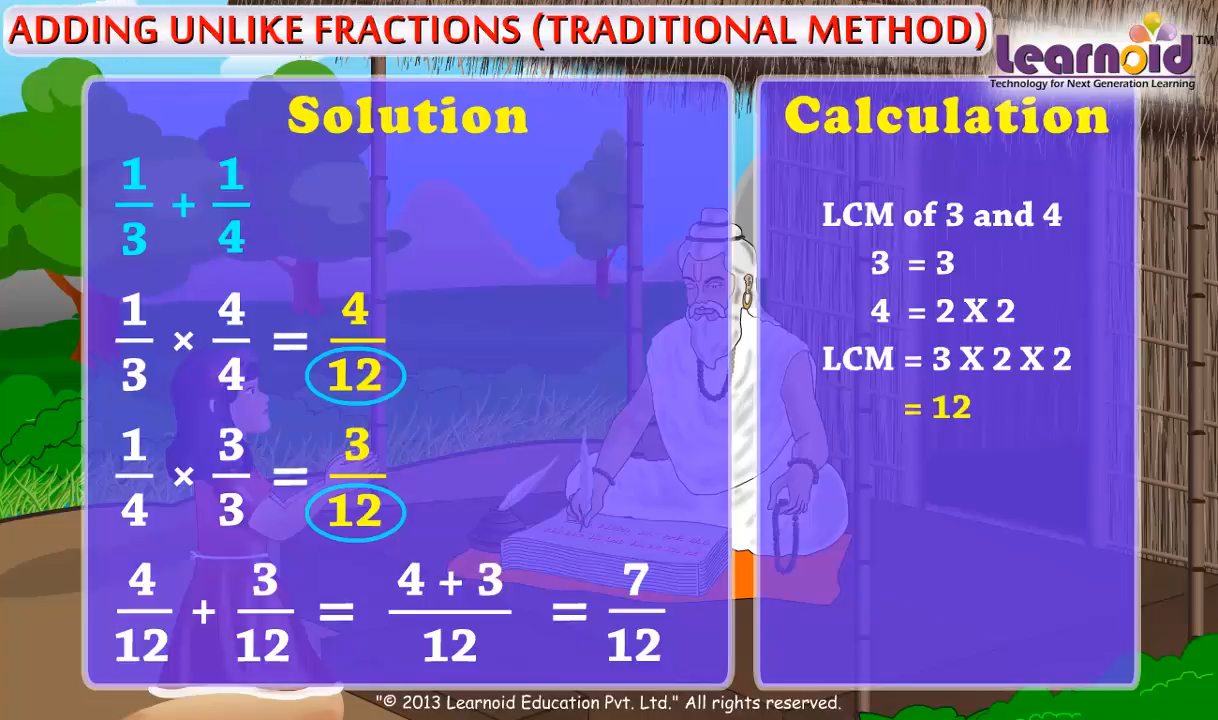 ADDING UNLIKE FRACTIONS (TRADITIONAL METHOD)
Learnoid™
Technology for Next Generation Learning
Solution
1/3 + 1/4
1/3 × 4/4 = 4/12
1/4 × 3/3 = 3/12
4/12 + 3/12 = 4 + 3/12 = 7/12
Calculation
LCM of 3 and 4
3 = 3
4 = 2 X 2
LCM = 3 X 2 X 2
= 12
"© 2013 Learnoid Education Pvt. Ltd." All rights reserved.